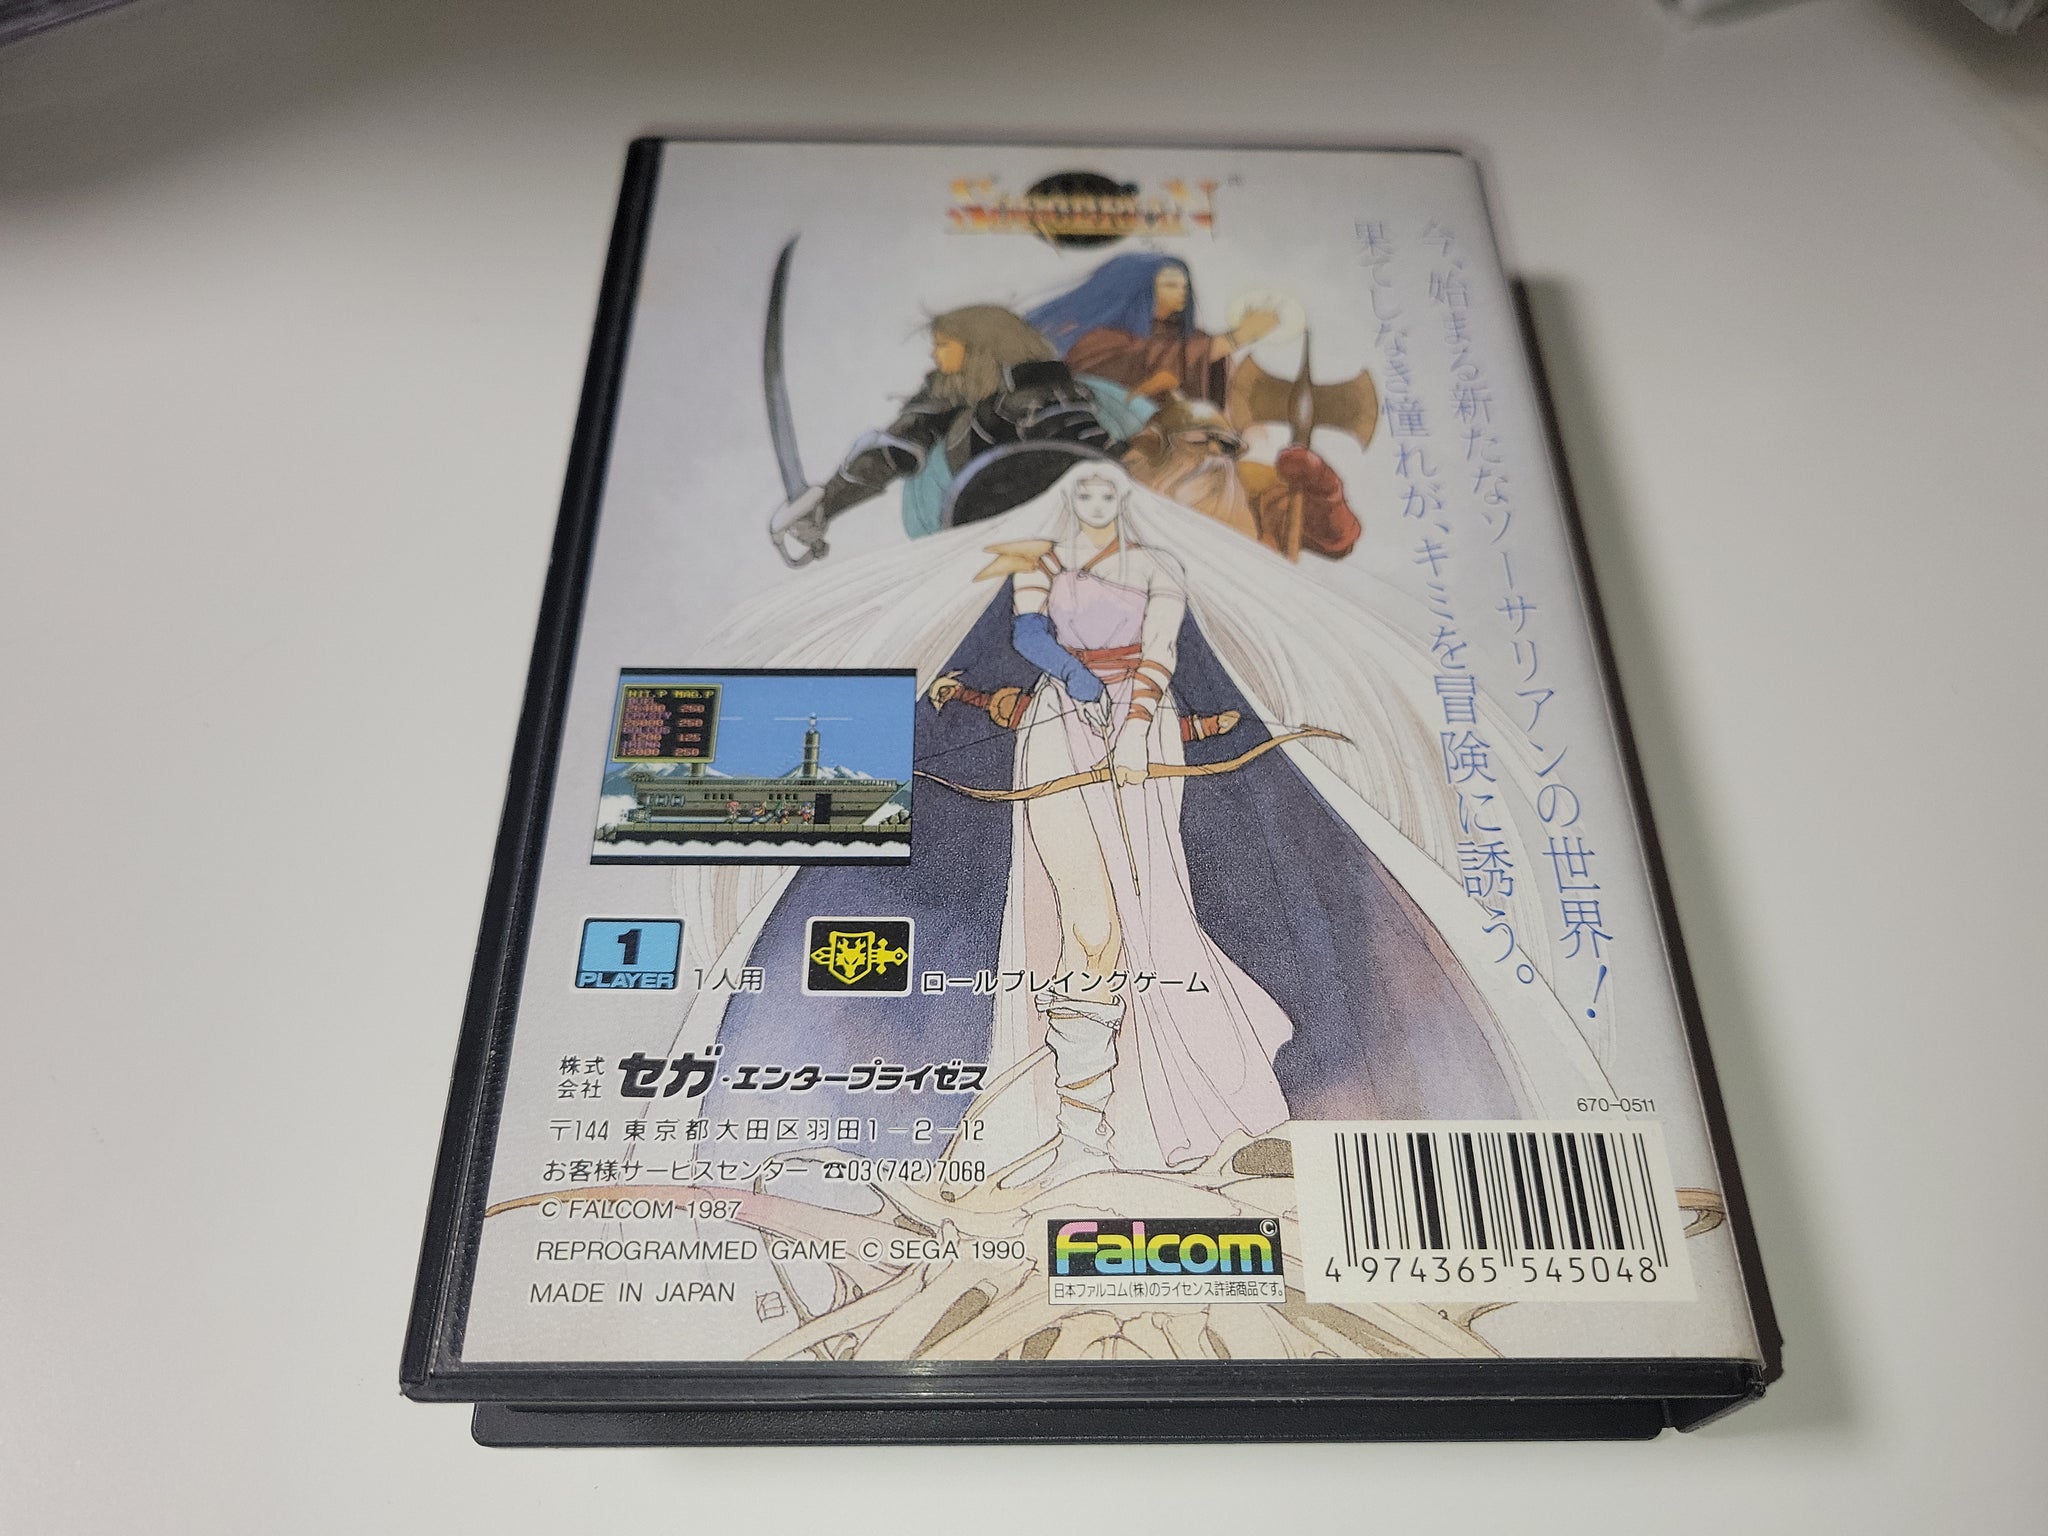 SORCERIAN
今、始まる新たなソーサリアンの世界！
果てしなき憧れが、キミを冒険に誘う。
HIT.P MAG.P
1 PLAYER 1人用 ロールプレイングゲーム
株式会社 セガ・エンタープライゼス
〒144 東京都大田区羽田1-2-12
お客様サービスセンター ☎03(742)7068
© FALCOM 1987
REPROGRAMMED GAME © SEGA 1990
MADE IN JAPAN
Falcom ©
日本ファルコム(株)のライセンス許諾商品です。
670-0511
4 974365 545048